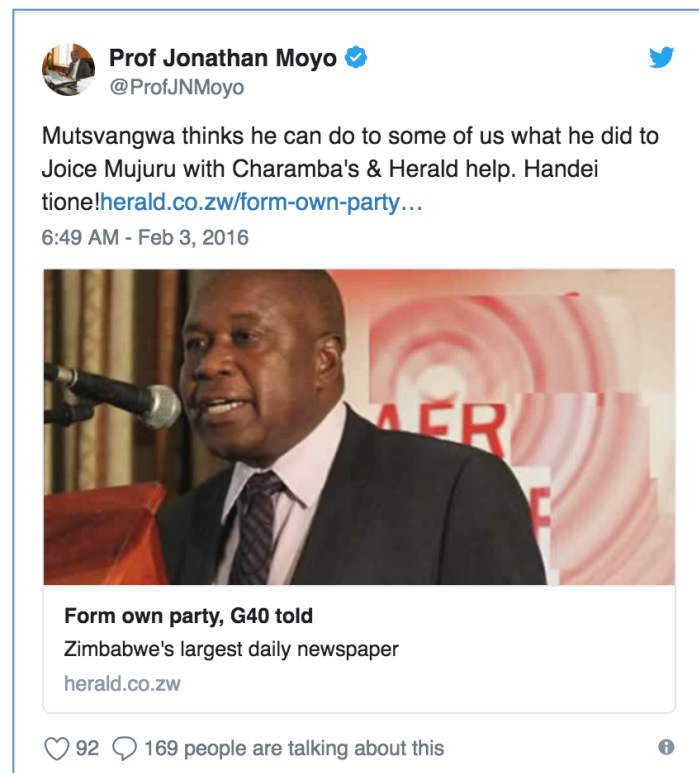 Prof Jonathan Moyo
@ProfJNMoyo
Mutsvangwa thinks he can do to some of us what he did to
Joice Mujuru with Charamba's & Herald help. Handei
tione!herald.co.zw/form-own-party…
6:49 AM - Feb 3, 2016
AFR
Form own party, G40 told
Zimbabwe's largest daily newspaper
herald.co.zw
92 169 people are talking about this